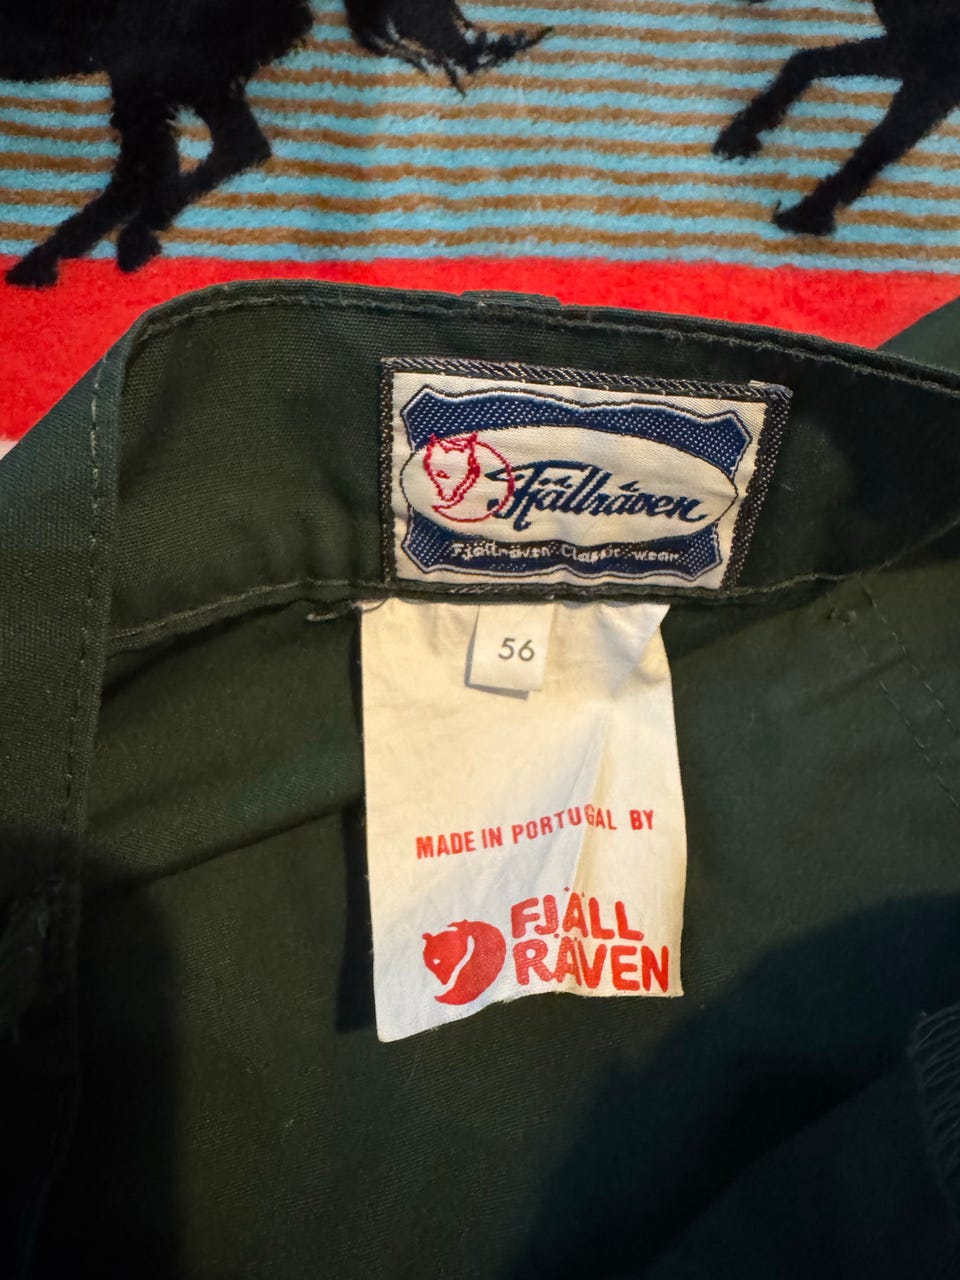 Fjällräven
Fjällräven Classic wear
56
MADE IN PORTUGAL BY
FJÄLL
RÄVEN